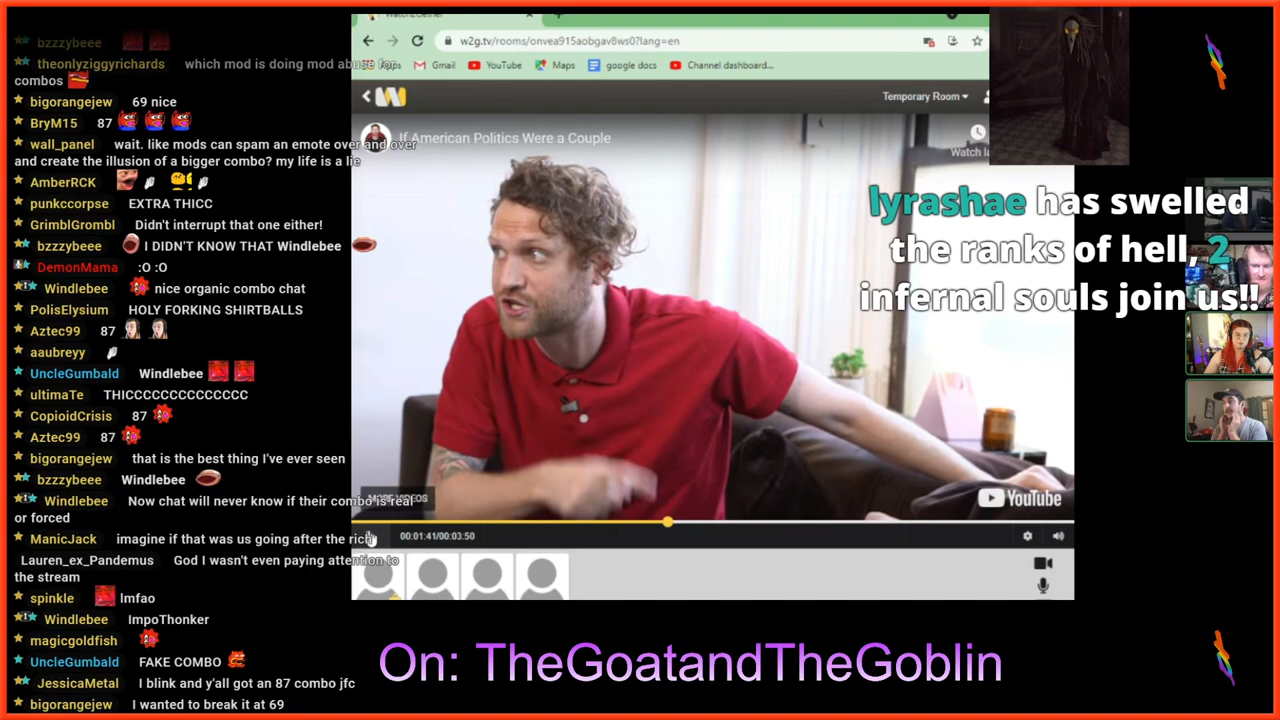 bzzzybeee
theonlyziggyrichards which mod is doing mod abuse for
combos
bigorangejew 69 nice
BryM15 87
wall_panel wait. like mods can spam an emote over and over
and create the illusion of a bigger combo? my life is a lie
AmberRCK
punkccorpse EXTRA THICC
GrimblGrombl Didn't interrupt that one either!
bzzzybeee I DIDN'T KNOW THAT Windlebee
DemonMama :O :O
Windlebee nice organic combo chat
PolisElysium HOLY FORKING SHIRTBALLS
Aztec99 87
aaubreyy
UncleGumbald Windlebee
ultimaTe THICCCCCCCCCCCCCC
CopioidCrisis 87
Aztec99 87
bigorangejew that is the best thing I've ever seen
bzzzybeee Windlebee
Windlebee Now chat will never know if their combo is real
or forced
ManicJack imagine if that was us going after the rich
Lauren_ex_Pandemus God I wasn't even paying attention to
the stream
spinkle lmfao
Windlebee ImpoThonker
magicgoldfish
UncleGumbald FAKE COMBO
JessicaMetal I blink and y'all got an 87 combo jfc
bigorangejew I wanted to break it at 69
w2g.tv/rooms/onvea915aobgav8ws0?lang=en
Apps Gmail YouTube Maps google docs Channel dashboard...
Temporary Room
If American Politics Were a Couple
MORE VIDEOS
YouTube
00:01:41/00:03:50
lyrashae has swelled
the ranks of hell, 2
infernal souls join us!!
On: TheGoatandTheGoblin